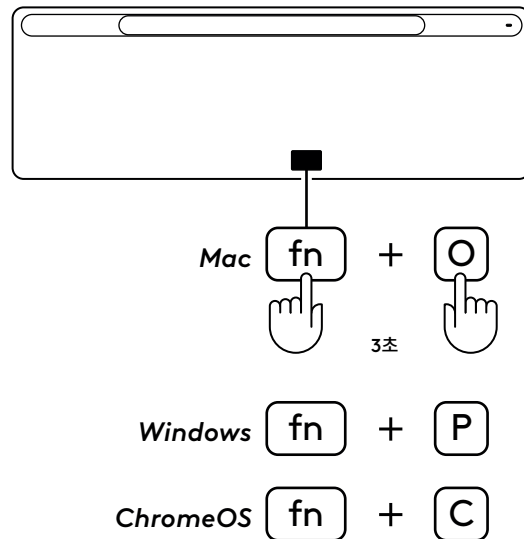 Mac fn + O
3초
Windows fn + P
ChromeOS fn + C